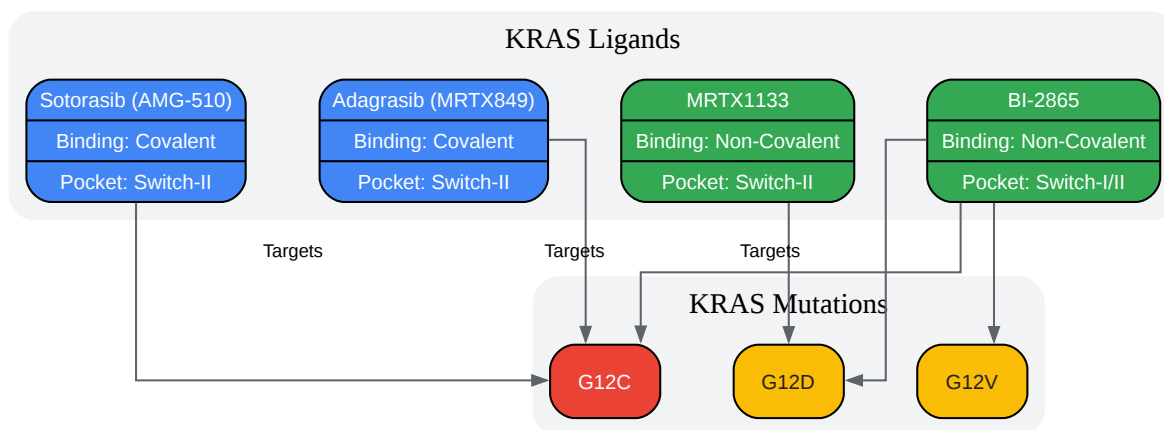 KRAS Ligands
Sotorasib (AMG-510)
Binding: Covalent
Pocket: Switch-II
Adagrasib (MRTX849)
Binding: Covalent
Pocket: Switch-II
MRTX1133
Binding: Non-Covalent
Pocket: Switch-II
BI-2865
Binding: Non-Covalent
Pocket: Switch-I/II
Targets
Targets
Targets
KRAS Mutations
G12C
G12D
G12V